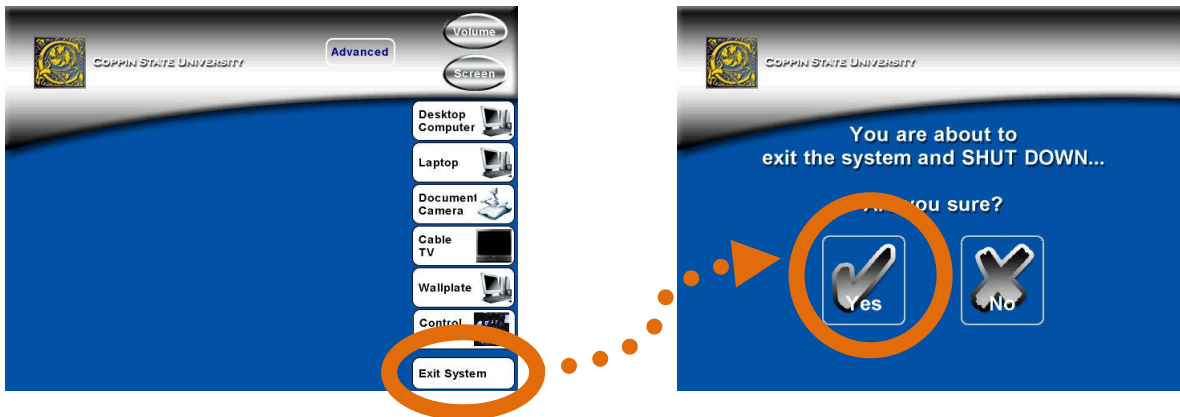 COPPIN STATE UNIVERSITY
Advanced
Volume
Screen
Desktop
Computer
Laptop
Document
Camera
Cable
TV
Wallplate
Control
Exit System
COPPIN STATE UNIVERSITY
You are about to
exit the system and SHUT DOWN...
Are you sure?
Yes
No